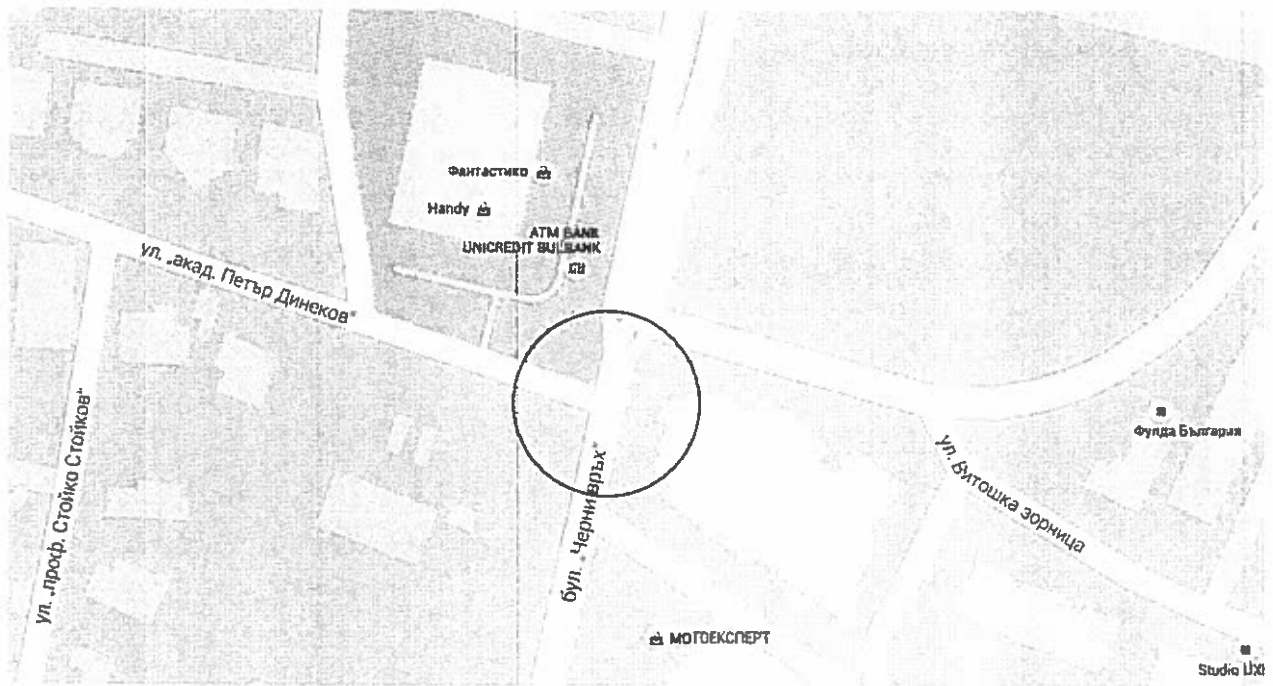 Фантастико
Handy
ATM BANK
UNICREDIT BULBANK
ул. „акад. Петър Динеков“
ул. „проф. Стойко Стойков“
бул. „Черни връх“
ул. Витошка зорница
Фулда България
МОТОЕКСПЕРТ
Studio UXI